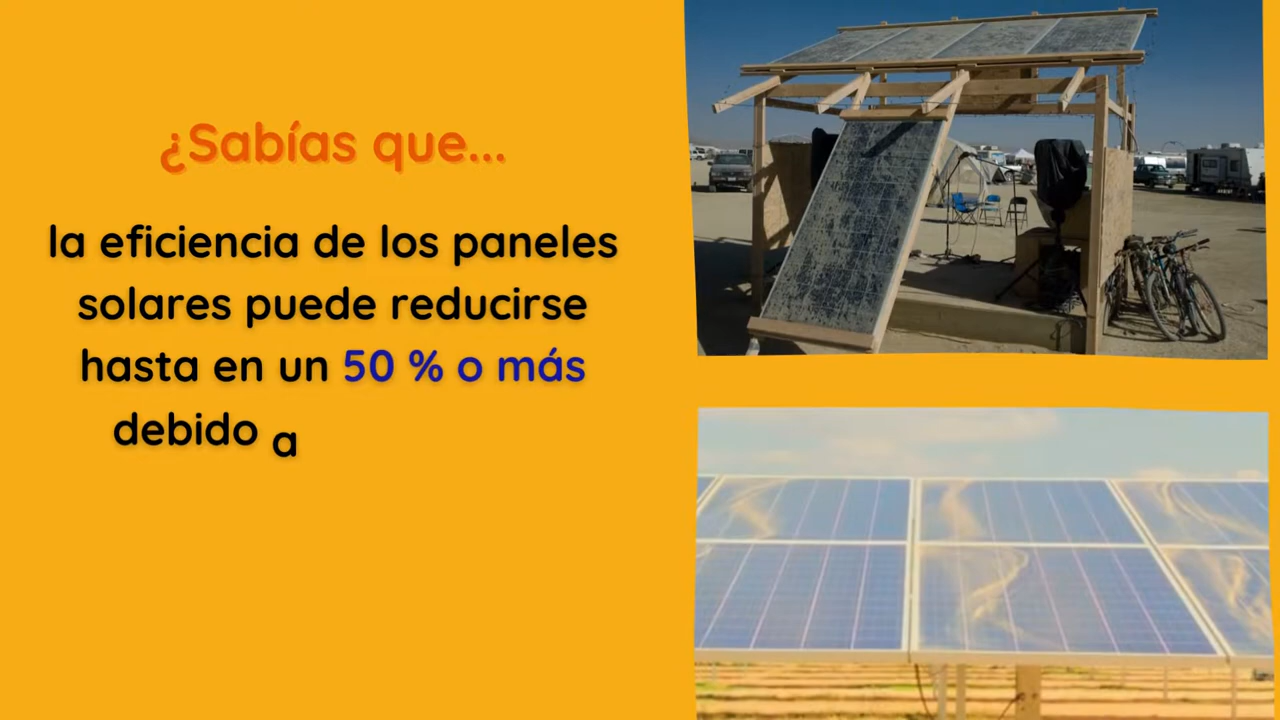 ¿Sabías que...
la eficiencia de los paneles
solares puede reducirse
hasta en un 50 % o más
debido a